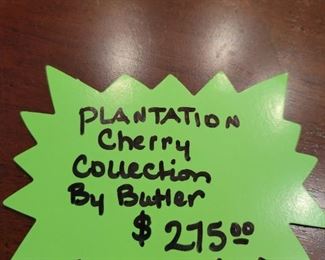 PLANTATION
Cherry
Collection
By Butler
$ 275.00